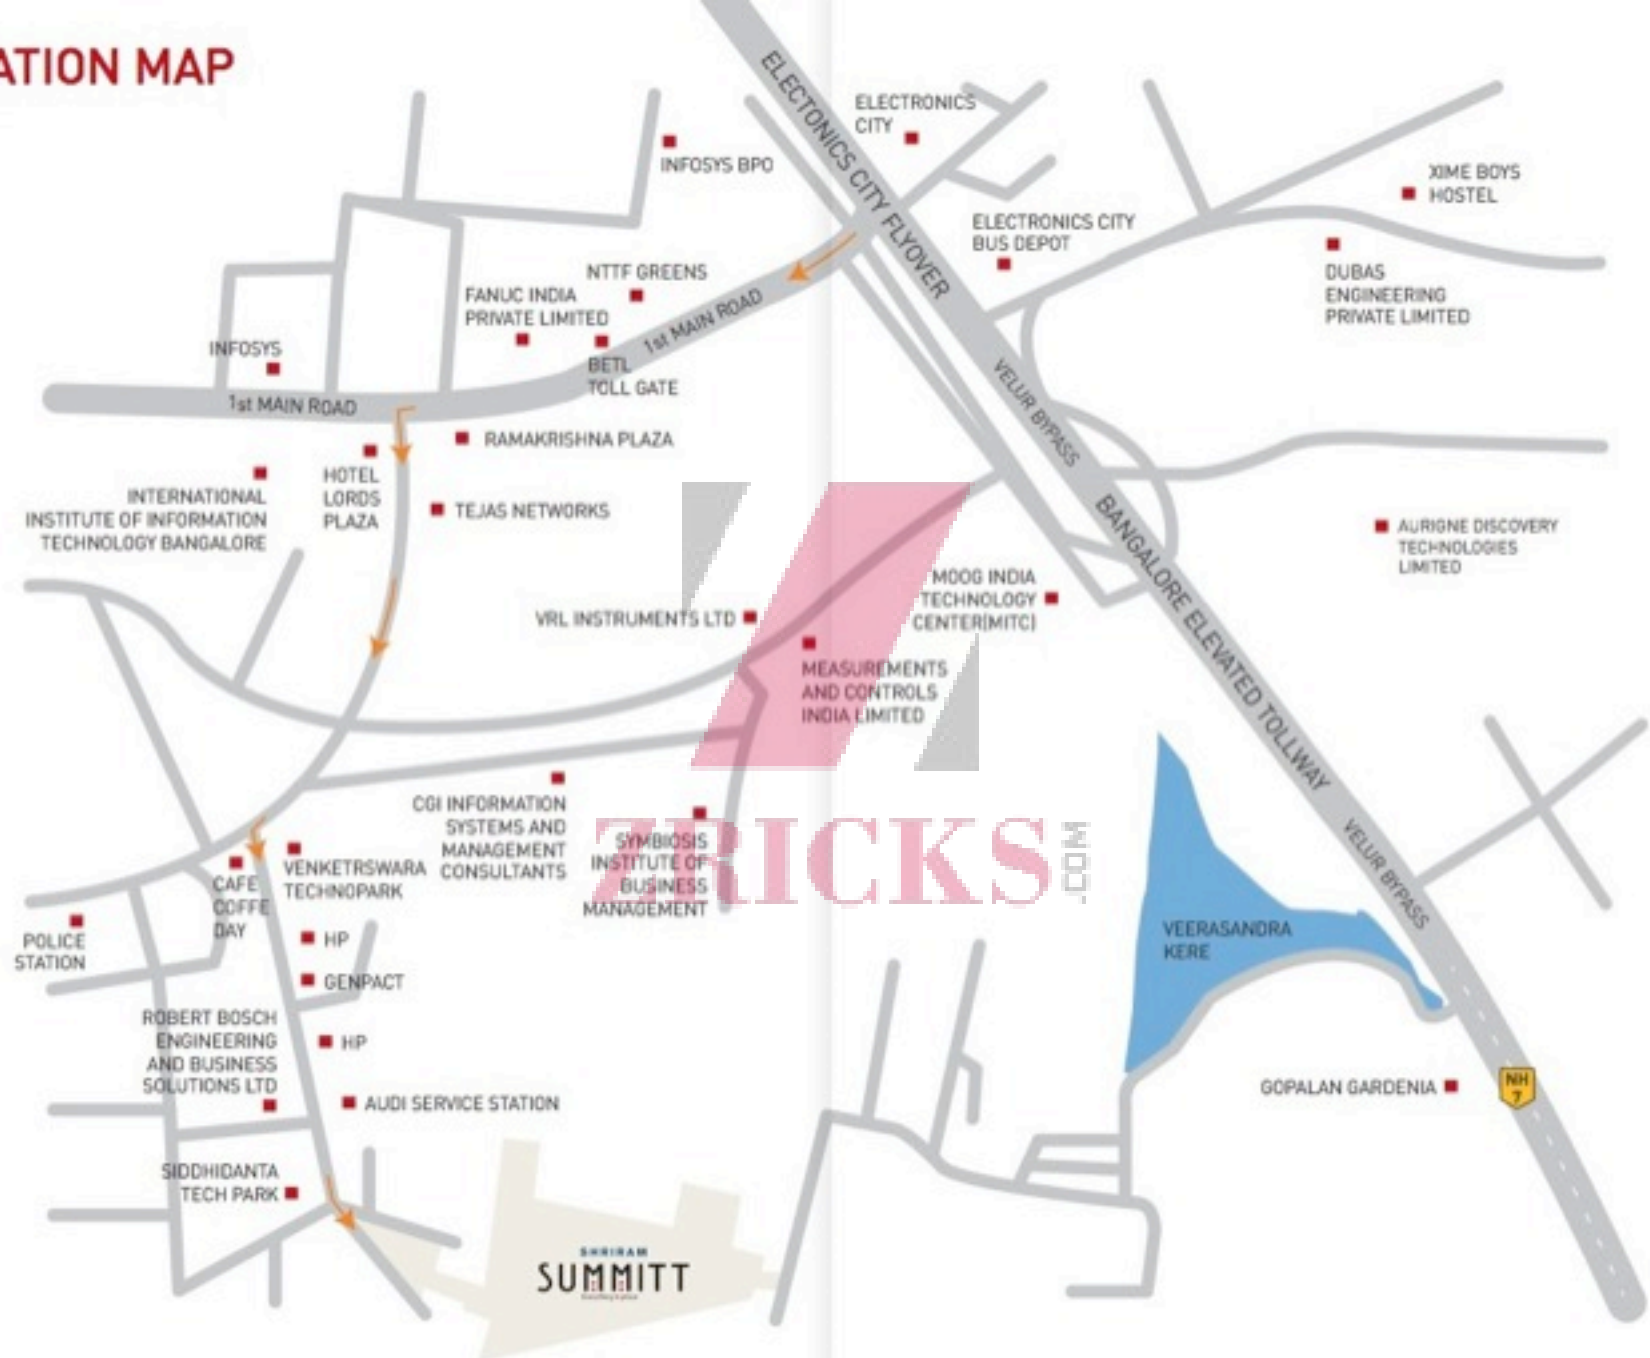 ATION MAP
ELECTONICS CITY FLYOVER
ELECTRONICS
CITY
INFOSYS BPO
XIME BOYS
HOSTEL
ELECTRONICS CITY
BUS DEPOT
NTTF GREENS
DUBAS
ENGINEERING
PRIVATE LIMITED
FANUC INDIA
PRIVATE LIMITED
1st MAIN ROAD
INFOSYS
BETL
TOLL GATE
VELUR BYPASS
1st MAIN ROAD
RAMAKRISHNA PLAZA
HOTEL
LORDS
PLAZA
INTERNATIONAL
INSTITUTE OF INFORMATION
TECHNOLOGY BANGALORE
TEJAS NETWORKS
BANGALORE ELEVATED TOLLWAY
AURIGNE DISCOVERY
TECHNOLOGIES
LIMITED
MOOG INDIA
TECHNOLOGY
CENTER(MITC)
VRL INSTRUMENTS LTD
MEASUREMENTS
AND CONTROLS
INDIA LIMITED
CGI INFORMATION
SYSTEMS AND
MANAGEMENT
CONSULTANTS
SYMBIOSIS
INSTITUTE OF
BUSINESS
MANAGEMENT
ZRICKS
.COM
VELUR BYPASS
VENKETRSWARA
TECHNOPARK
CAFE
COFFE
DAY
POLICE
STATION
HP
VEERASANDRA
KERE
GENPACT
ROBERT BOSCH
ENGINEERING
AND BUSINESS
SOLUTIONS LTD
HP
GOPALAN GARDENIA
NH
7
AUDI SERVICE STATION
SIDDHIDANTA
TECH PARK
SHRIRAM
SUMMITT